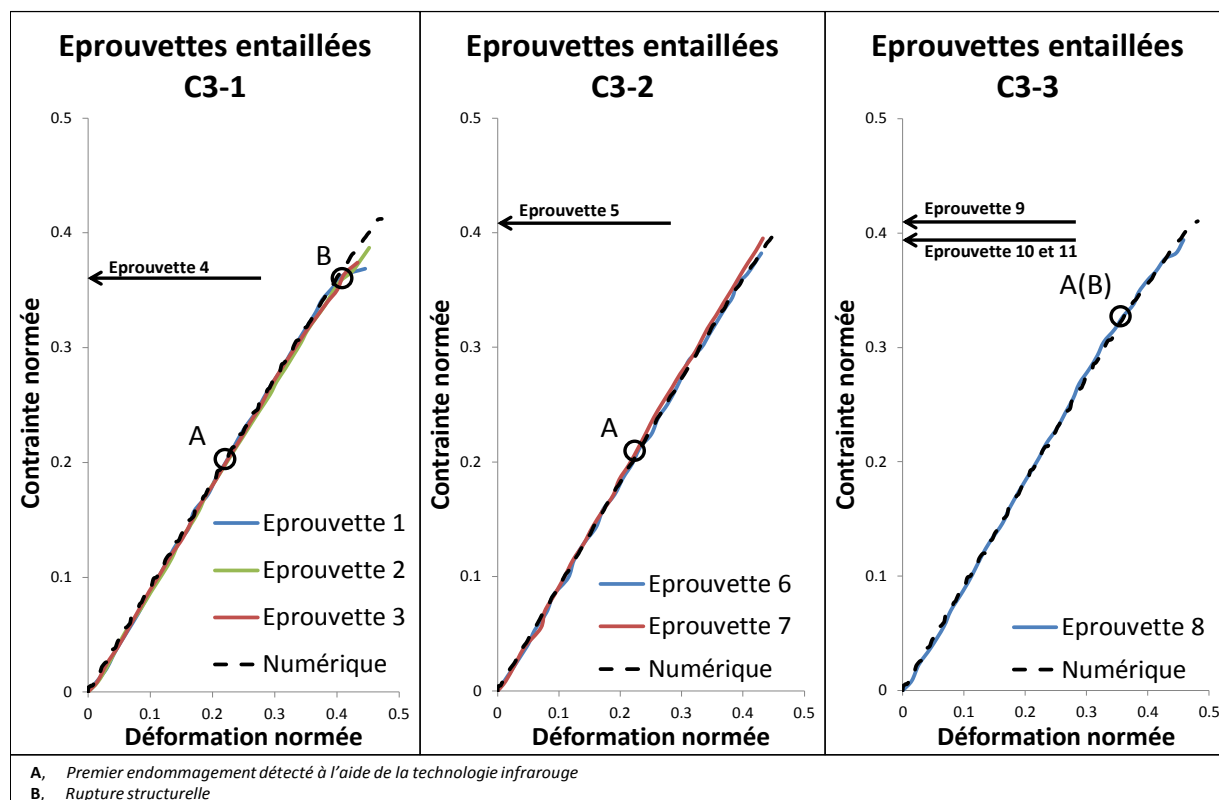 Eprouvettes entaillées
C3-1
0.5
0.4
0.3
0.2
0.1
0
0
0.1
0.2
0.3
0.4
0.5
Contrainte normée
Déformation normée
Eprouvette 4
B
A
Eprouvette 1
Eprouvette 2
Eprouvette 3
Numérique
Eprouvettes entaillées
C3-2
0.5
0.4
0.3
0.2
0.1
0
0
0.1
0.2
0.3
0.4
0.5
Contrainte normée
Déformation normée
Eprouvette 5
A
Eprouvette 6
Eprouvette 7
Numérique
Eprouvettes entaillées
C3-3
0.5
0.4
0.3
0.2
0.1
0
0
0.1
0.2
0.3
0.4
0.5
Contrainte normée
Déformation normée
Eprouvette 9
Eprouvette 10 et 11
A(B)
Eprouvette 8
Numérique
A, Premier endommagement détecté à l’aide de la technologie infrarouge
B, Rupture structurelle